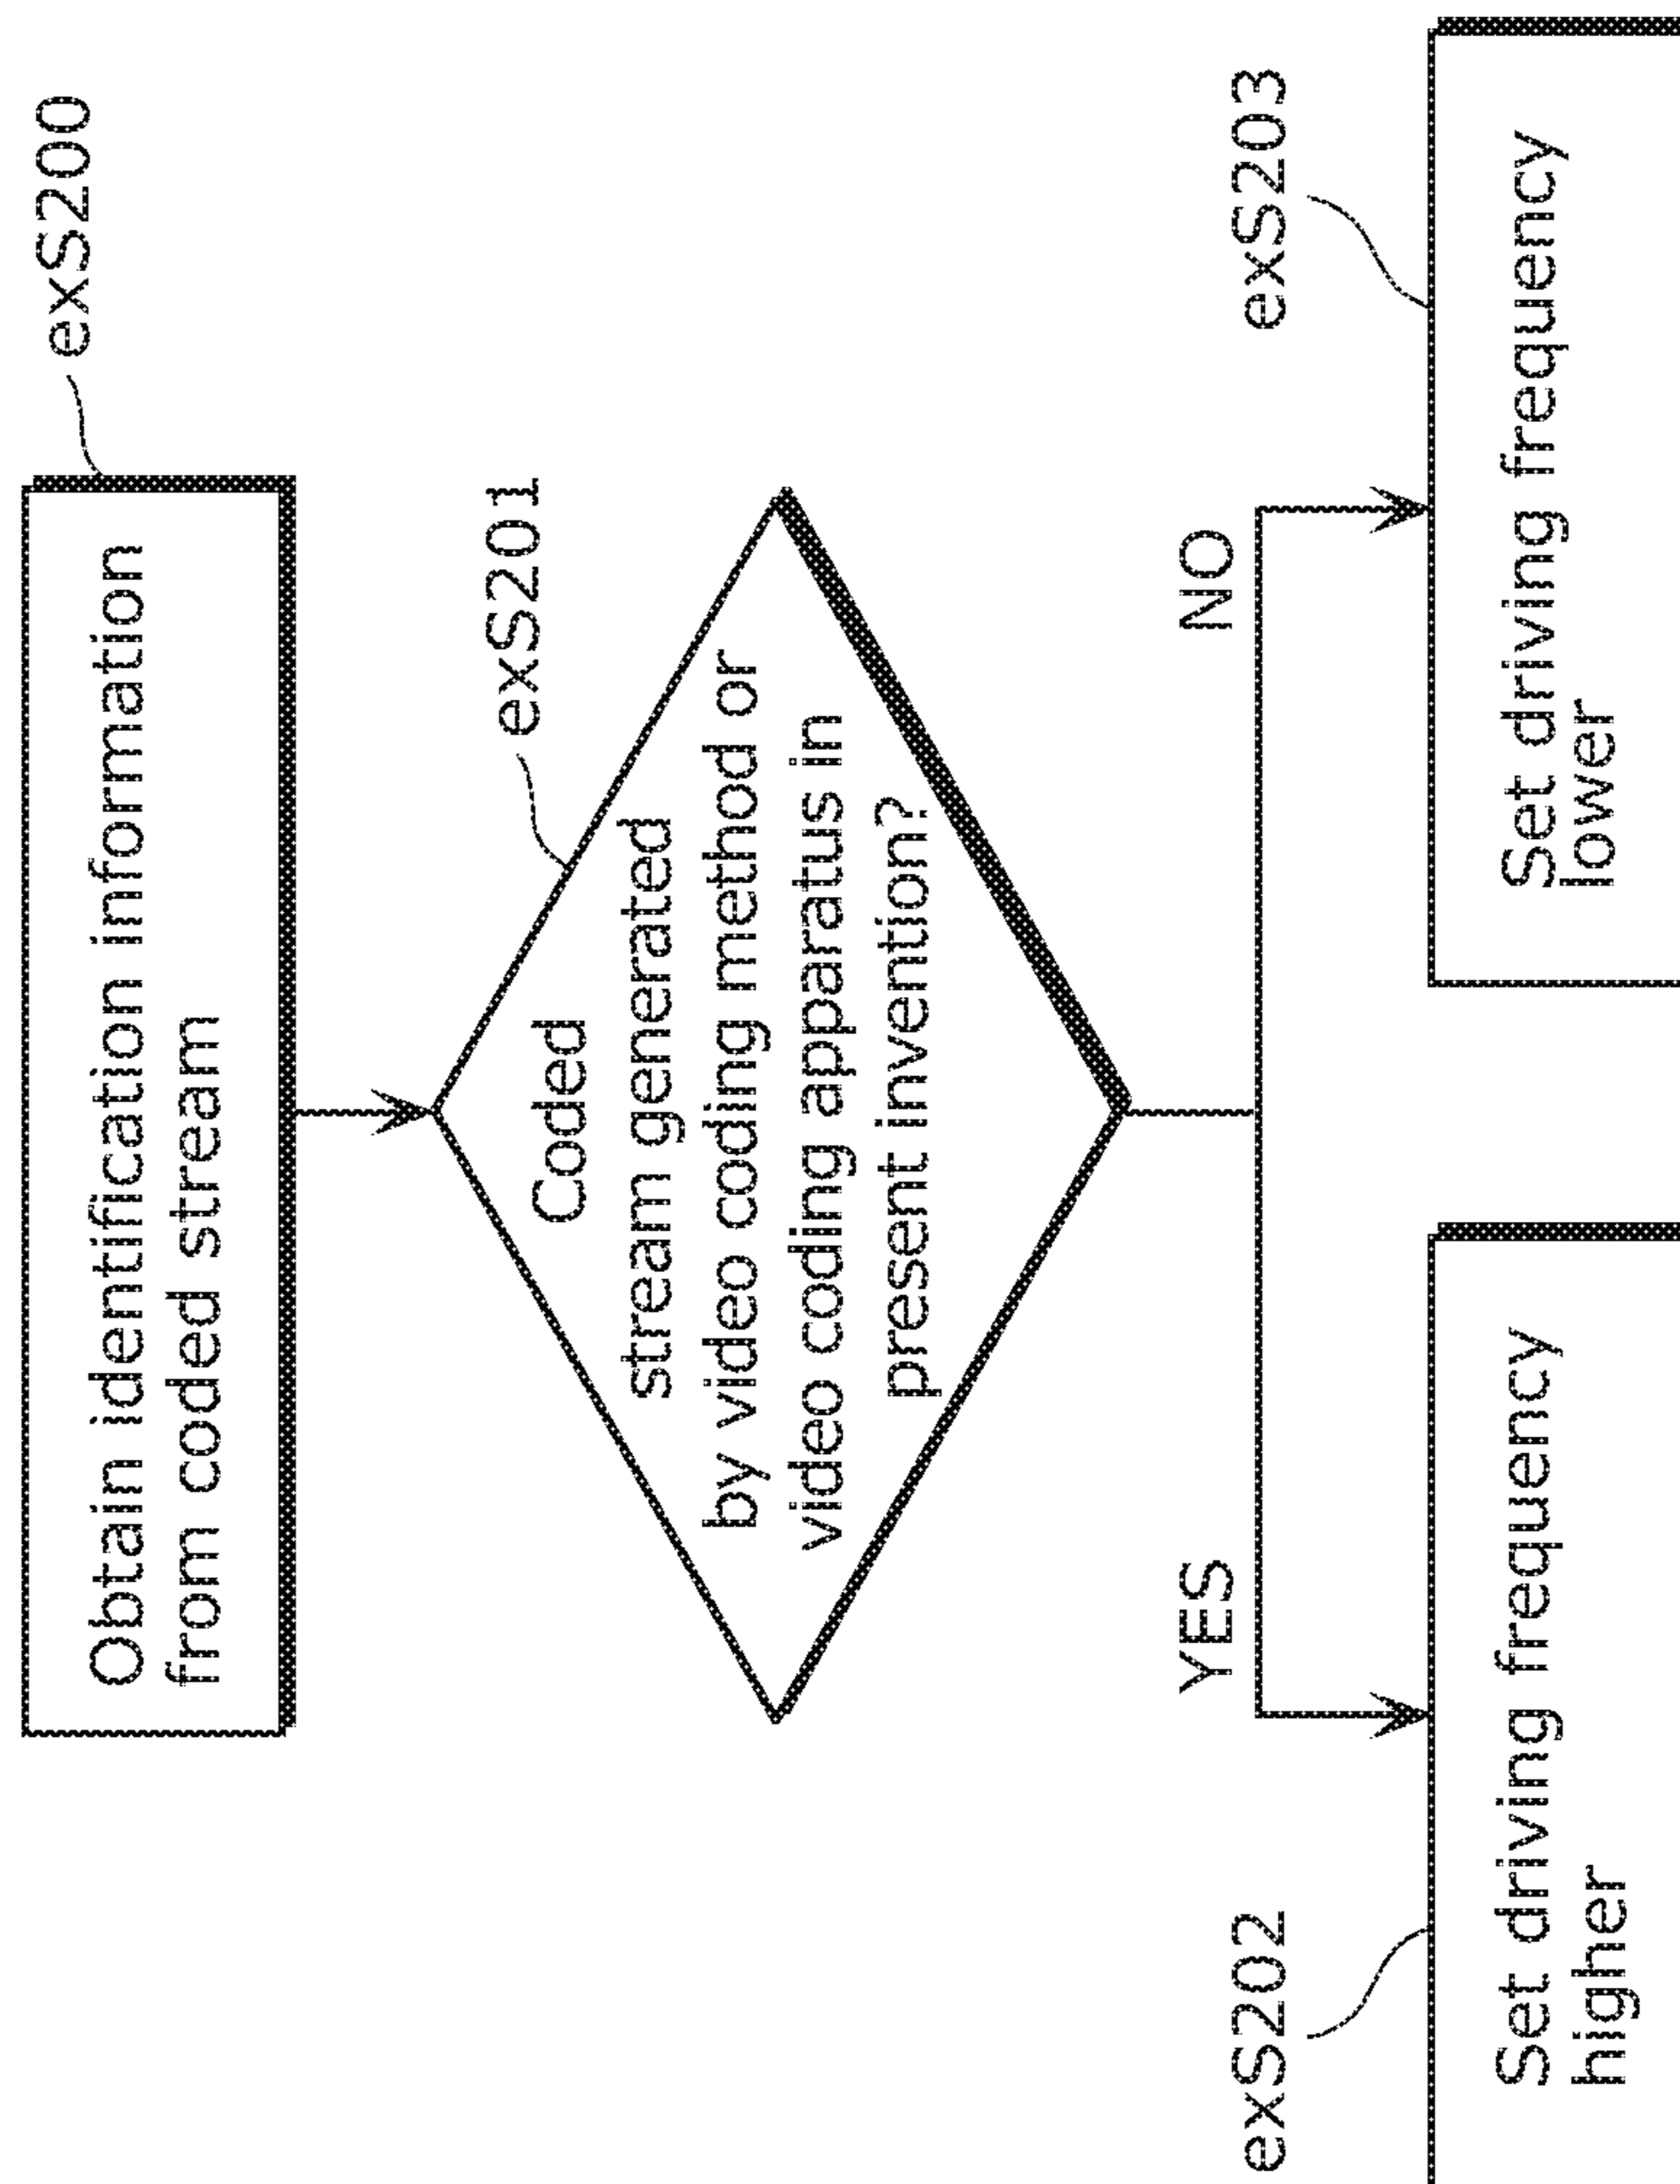 exS200
Obtain identification information
from coded stream
exS201
Coded
stream generated
by video coding method or
video coding apparatus in
present invention?
YES
NO
exS202
exS203
Set driving frequency
higher
Set driving frequency
lower